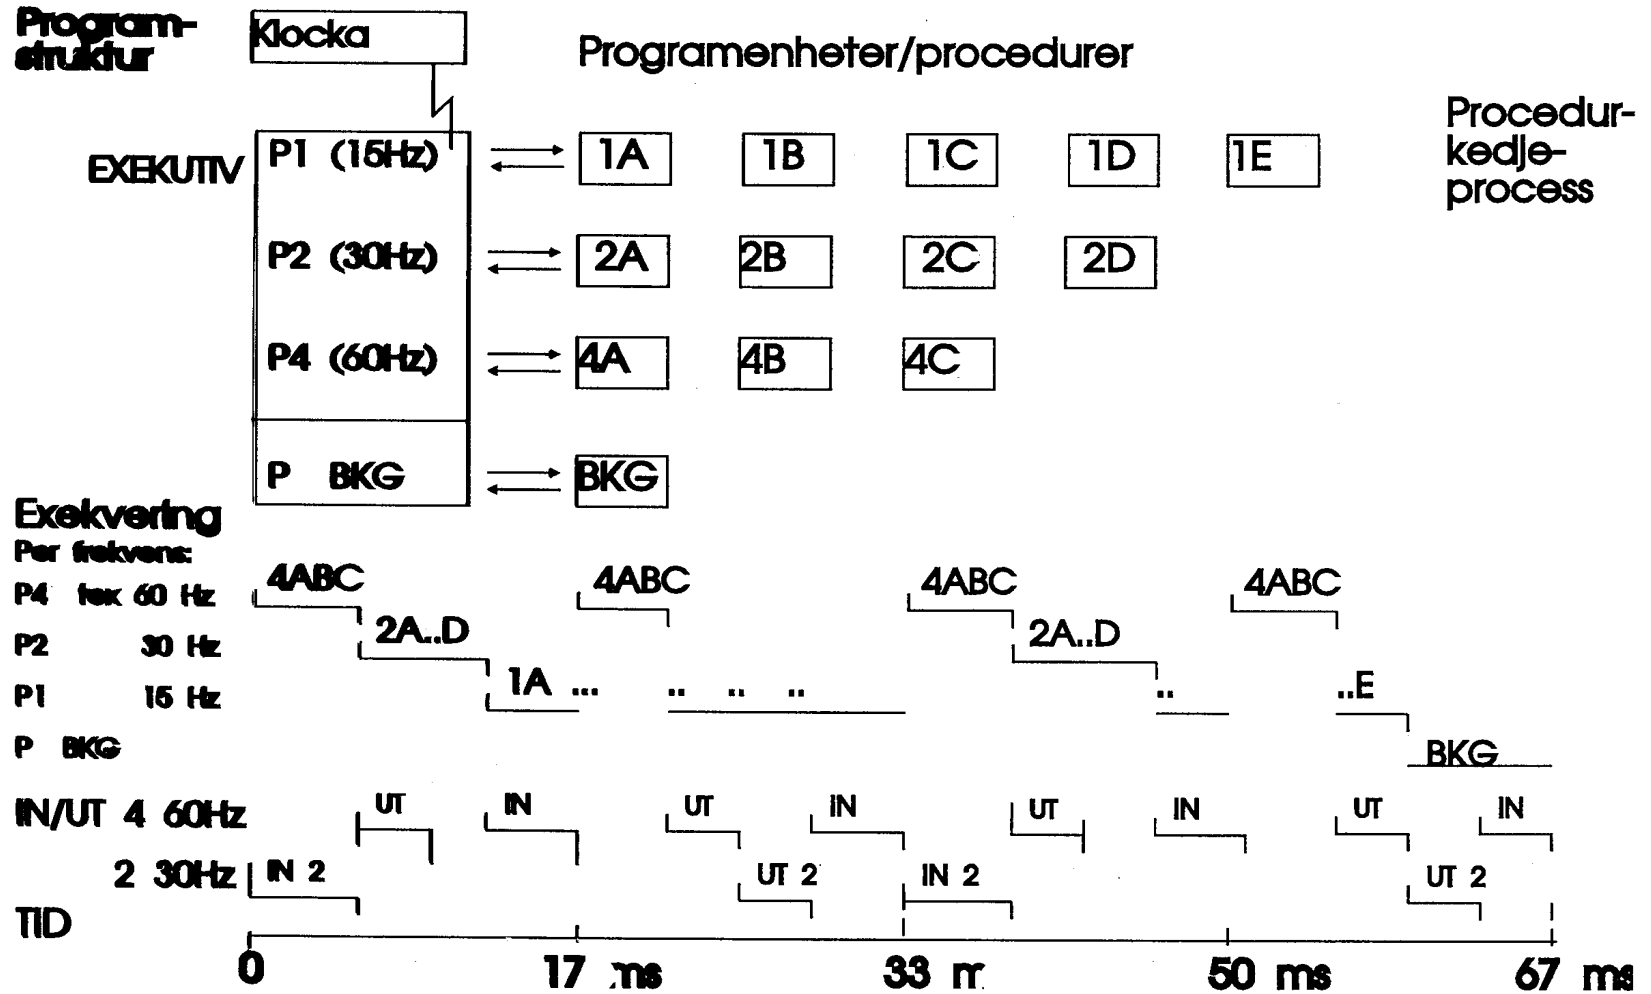 Program-
struktur
Klocka
Programenheter/procedurer
Procedur-
kedje-
process
EXEKUTIV
P1 (15Hz)
1A 1B 1C 1D 1E
P2 (30Hz)
2A 2B 2C 2D
P4 (60Hz)
4A 4B 4C
P BKG
BKG
Exekvering
Per frekvens:
P4 tex 60 Hz
4ABC 4ABC 4ABC 4ABC
P2 30 Hz
2A..D 2A..D
P1 15 Hz
1A ... .. .. .. .. ..E
P BKG
BKG
IN/UT 4 60Hz
UT IN UT IN UT IN UT IN
2 30Hz
IN 2 UT 2 IN 2 UT 2
TID
0 17 ms 33 m 50 ms 67 ms